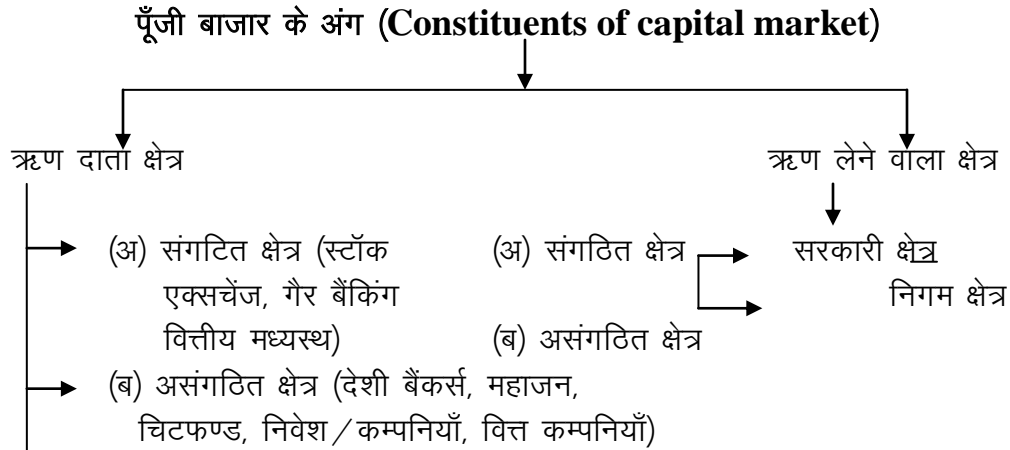 पूँजी बाजार के अंग (Constituents of capital market)
ऋण दाता क्षेत्र ऋण लेने वाला क्षेत्र
(अ) संगटित क्षेत्र (स्टॉक (अ) संगठित क्षेत्र सरकारी क्षेत्र
एक्सचेंज, गैर बैंकिंग निगम क्षेत्र
वित्तीय मध्यस्थ) (ब) असंगठित क्षेत्र
(ब) असंगठित क्षेत्र (देशी बैंकर्स, महाजन,
चिटफण्ड, निवेश/कम्पनियाँ, वित्त कम्पनियाँ)